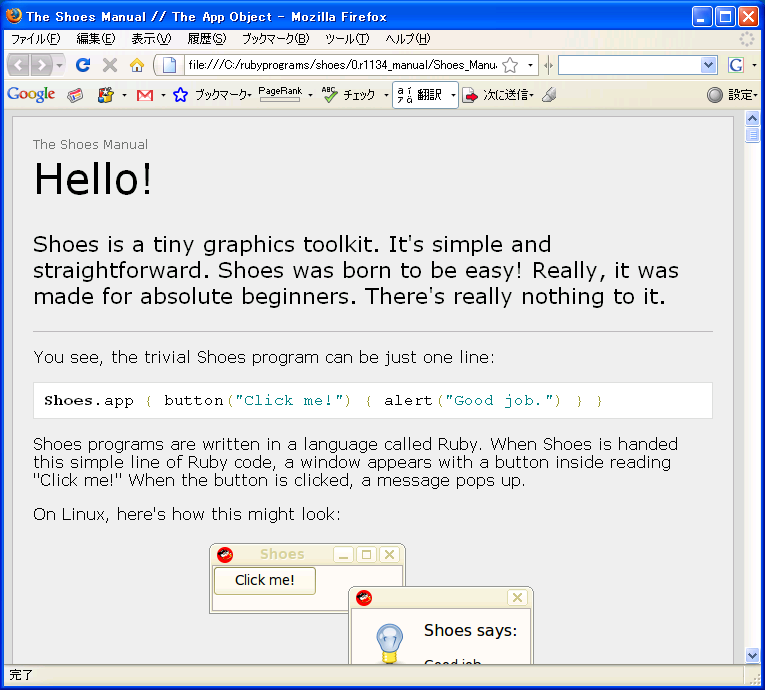 The Shoes Manual // The App Object - Mozilla Firefox
ファイル(F) 編集(E) 表示(V) 履歴(S) ブックマーク(B) ツール(T) ヘルプ(H)
file:///C:/rubyprograms/shoes/0.r1134_manual/Shoes_Manu
G
Google ブックマーク PageRank ABC チェック 翻訳 次に送信 設定
The Shoes Manual
Hello!
Shoes is a tiny graphics toolkit. It's simple and
straightforward. Shoes was born to be easy! Really, it was
made for absolute beginners. There's really nothing to it.
You see, the trivial Shoes program can be just one line:
Shoes.app { button("Click me!") { alert("Good job.") } }
Shoes programs are written in a language called Ruby. When Shoes is handed
this simple line of Ruby code, a window appears with a button inside reading
"Click me!" When the button is clicked, a message pops up.
On Linux, here's how this might look:
Shoes
Click me!
Shoes says:
Good job
完了